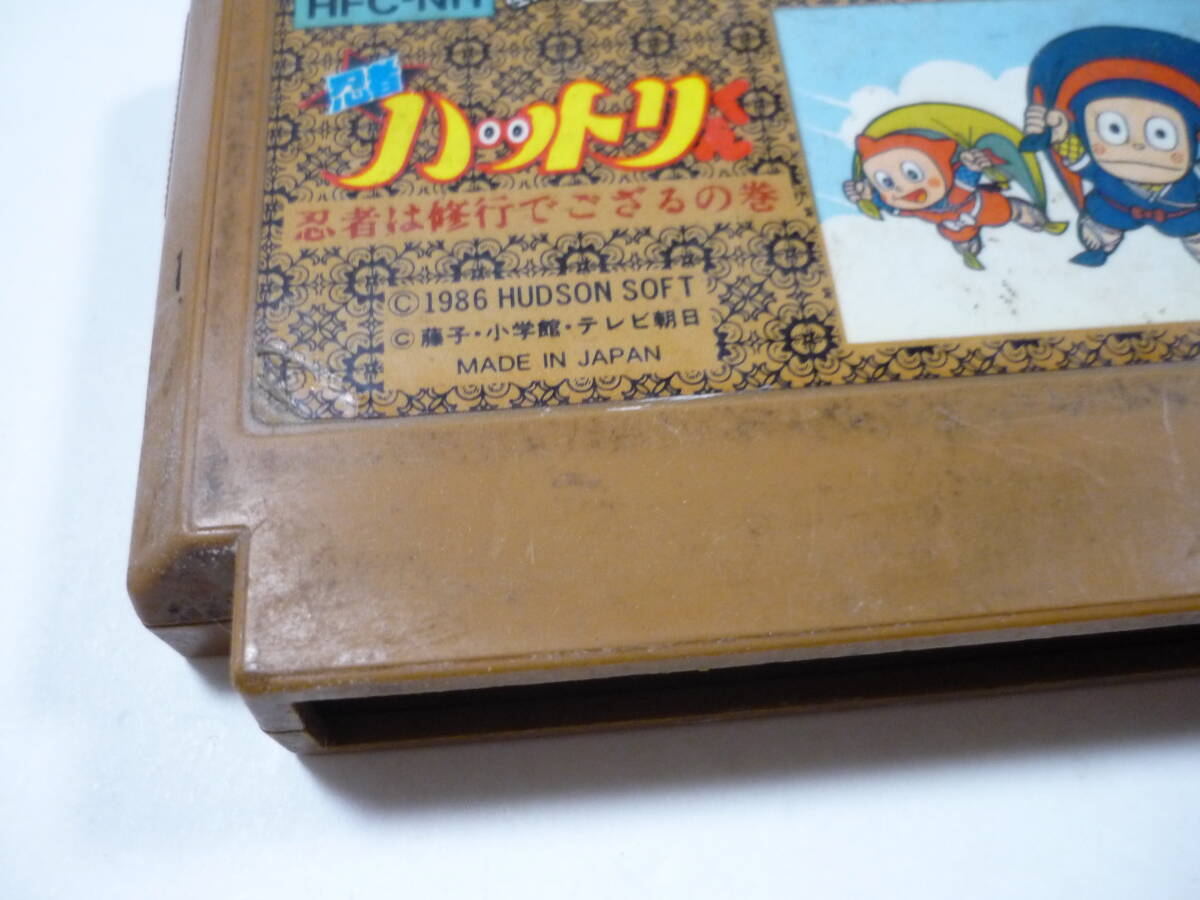 HFC-NH
忍者
ハットリくん
忍者は修行でござるの巻
©1986 HUDSON SOFT
©藤子・小学館・テレビ朝日
MADE IN JAPAN